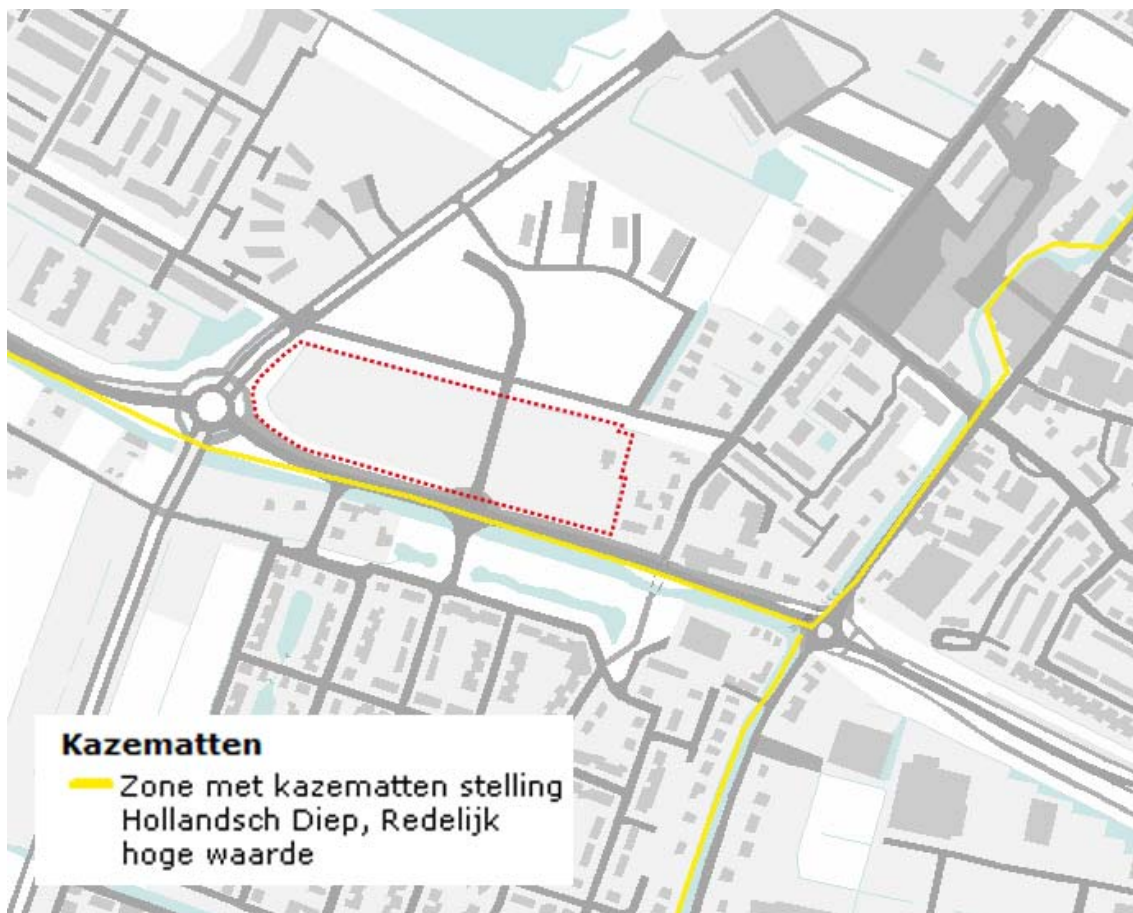 Kazematten
Zone met kazematten stelling
Hollandsch Diep, Redelijk
hoge waarde